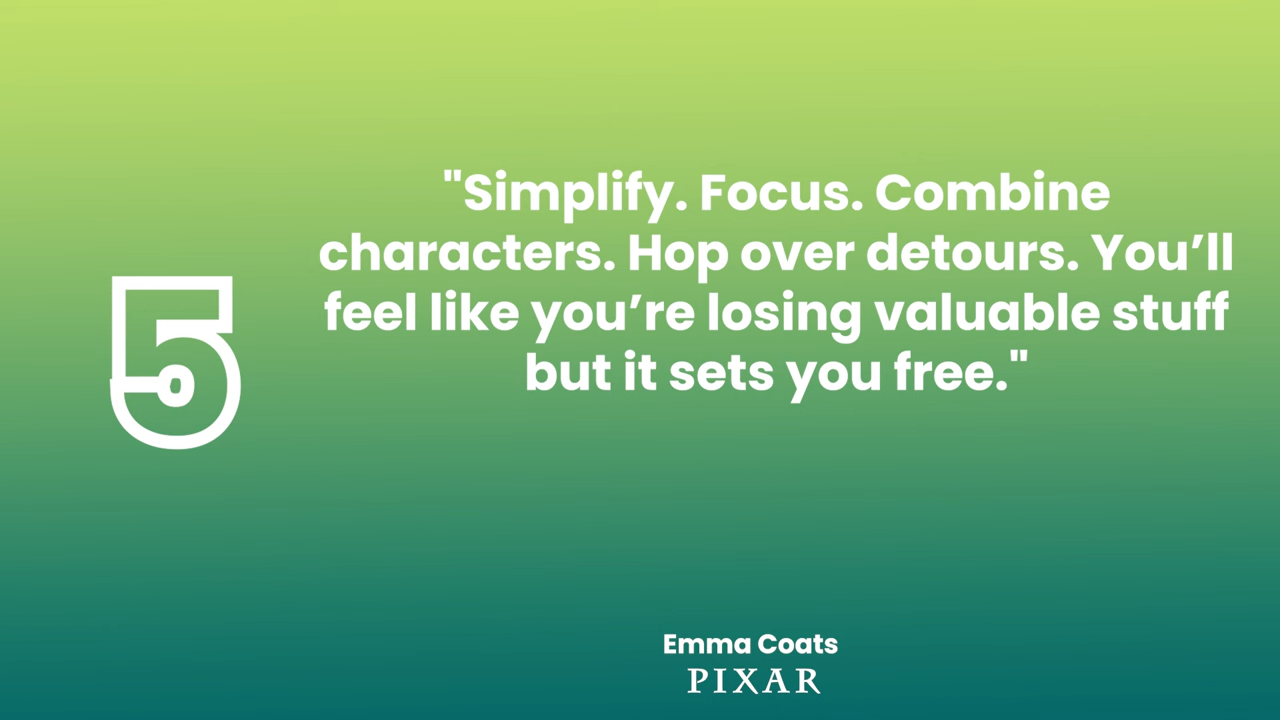 5
"Simplify. Focus. Combine
characters. Hop over detours. You’ll
feel like you’re losing valuable stuff
but it sets you free."
Emma Coats
PIXAR